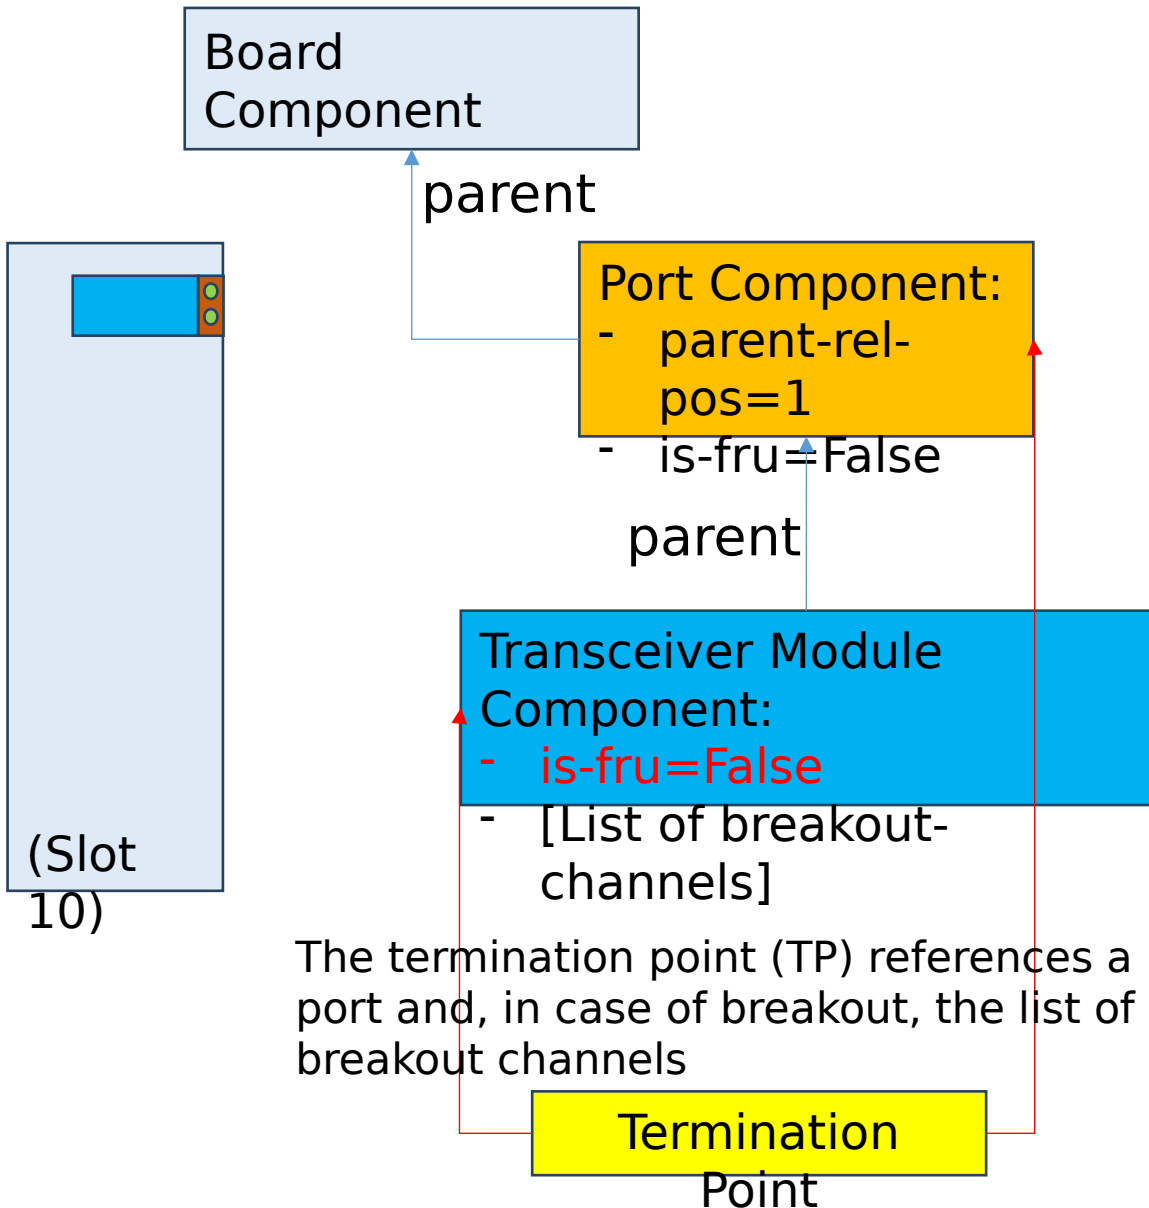 Board
Component
parent
Port Component:
- parent-rel-
pos=1
- is-fru=False
parent
Transceiver Module
Component:
- is-fru=False
- [List of breakout-
channels]
(Slot
10)
The termination point (TP) references a
port and, in case of breakout, the list of
breakout channels
Termination
Point